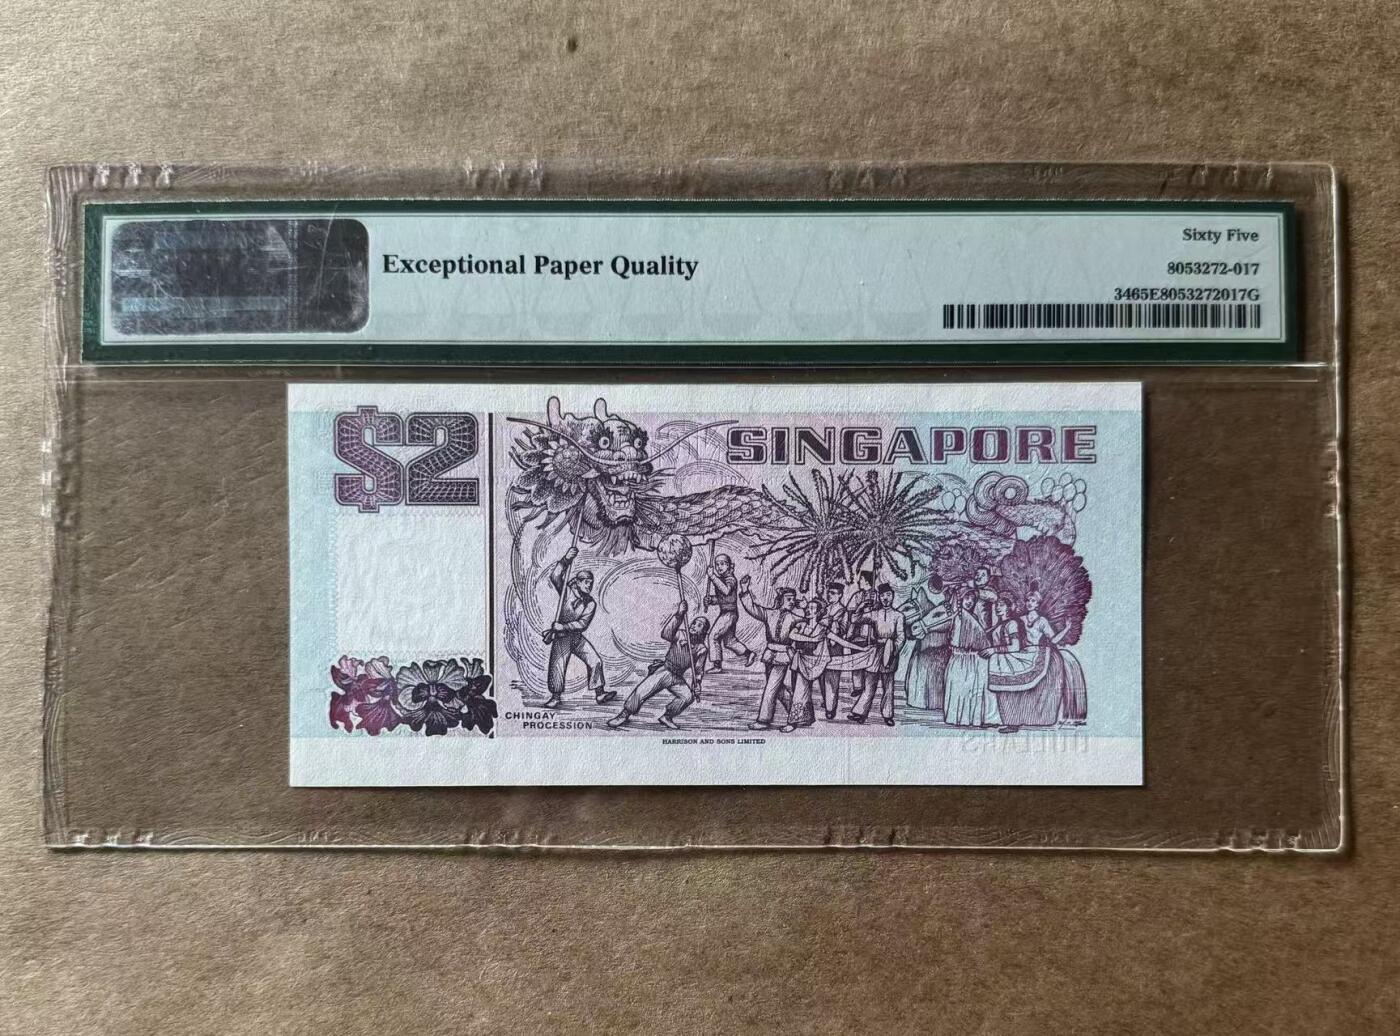 Exceptional Paper Quality
Sixty Five
8053272-017
3465E8053272017G
$2
SINGAPORE
CHINGAY
PROCESSION
HARRISON AND SONS LIMITED